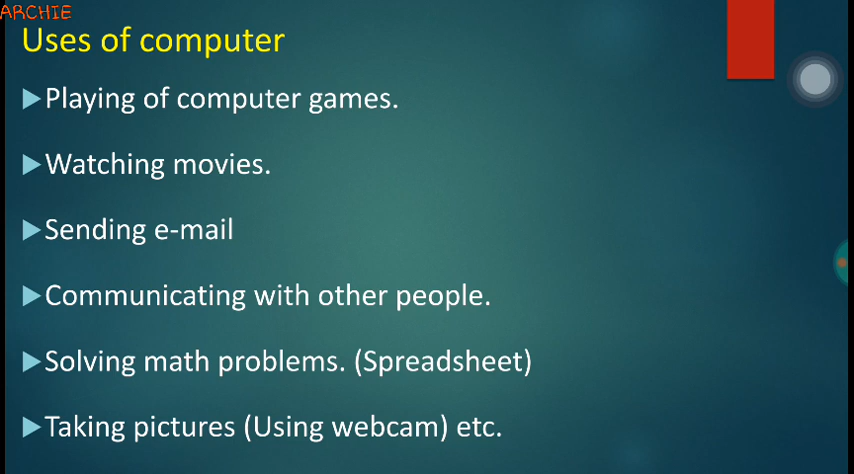 ARCHIE
Uses of computer
Playing of computer games.
Watching movies.
Sending e-mail
Communicating with other people.
Solving math problems. (Spreadsheet)
Taking pictures (Using webcam) etc.